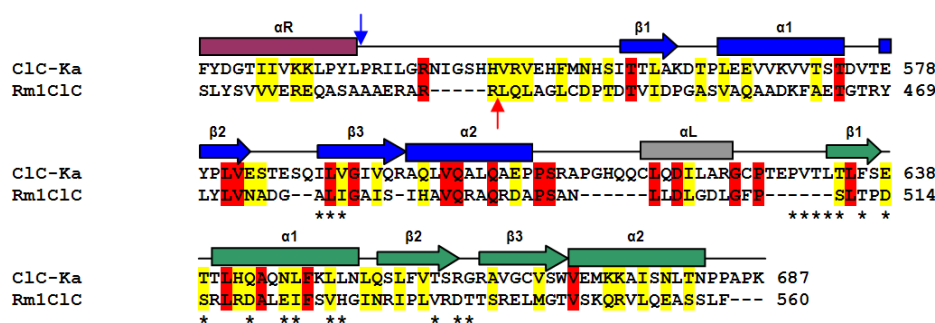 αR β1 α1
ClC-Ka FYDGTIIVKKLPYLPRILGRNIGSHHVRVEHFMNHSITTLAKDTPLEEVVKVVTSTDVTE 578
Rm1ClC SLYSVVVEREQASAAAERAR-----RLQLAGLCDPTDTVIDPGASVAQAADKFAETGTRY 469
β2 β3 α2 αL β1
ClC-Ka YPLVESTESQILVGIVQRAQLVQALQAEPPSRAPGHQQCLQDILARGCPTEPVTLTLFSE 638
Rm1ClC LYLVNADG--ALIGAIS-IHAVQRAQRDAPSAN------LLDLGDLGFP------SLTPD 514
*** ***** * *
α1 β2 β3 α2
ClC-Ka TTLHQAQNLFKLLNLQSLFVTSRGRAVGCVSWVEMKKAISNLTNPPAPK 687
Rm1ClC SRLRDALEIFSVHGINRIPLVRDTTSRELMGTVSKQRVLQEASSLF--- 560
* * ** ** * **